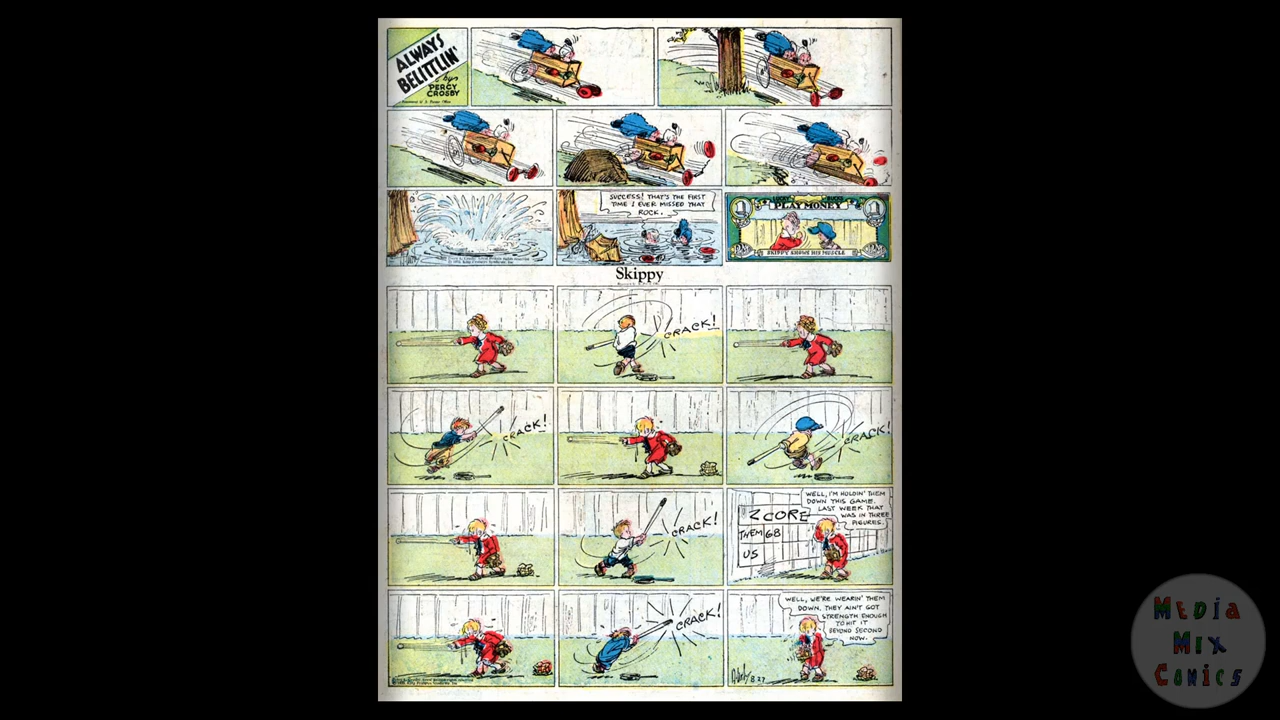 ALWAYS
BELITTLIN'
by
PERCY
CROSBY
SUCCESS! THAT'S THE FIRST
TIME I EVER MISSED THAT
ROCK.
PLAY MONEY
SKIPPY SHOWS HIS MUSCLE
Skippy
CRACK!
CRACK!
CRACK!
CRACK!
WELL, I'M HOLDIN' THEM
DOWN THIS GAME.
LAST WEEK THAT
WAS IN THREE
FIGURES.
ZCORE
THEM 68
US
CRACK!
WELL, WE'RE WEARIN' THEM
DOWN. THEY AIN'T GOT
STRENGTH ENOUGH
TO HIT IT
BEYOND SECOND
NOW.
8 27
MEDIA
MIX
COMICS